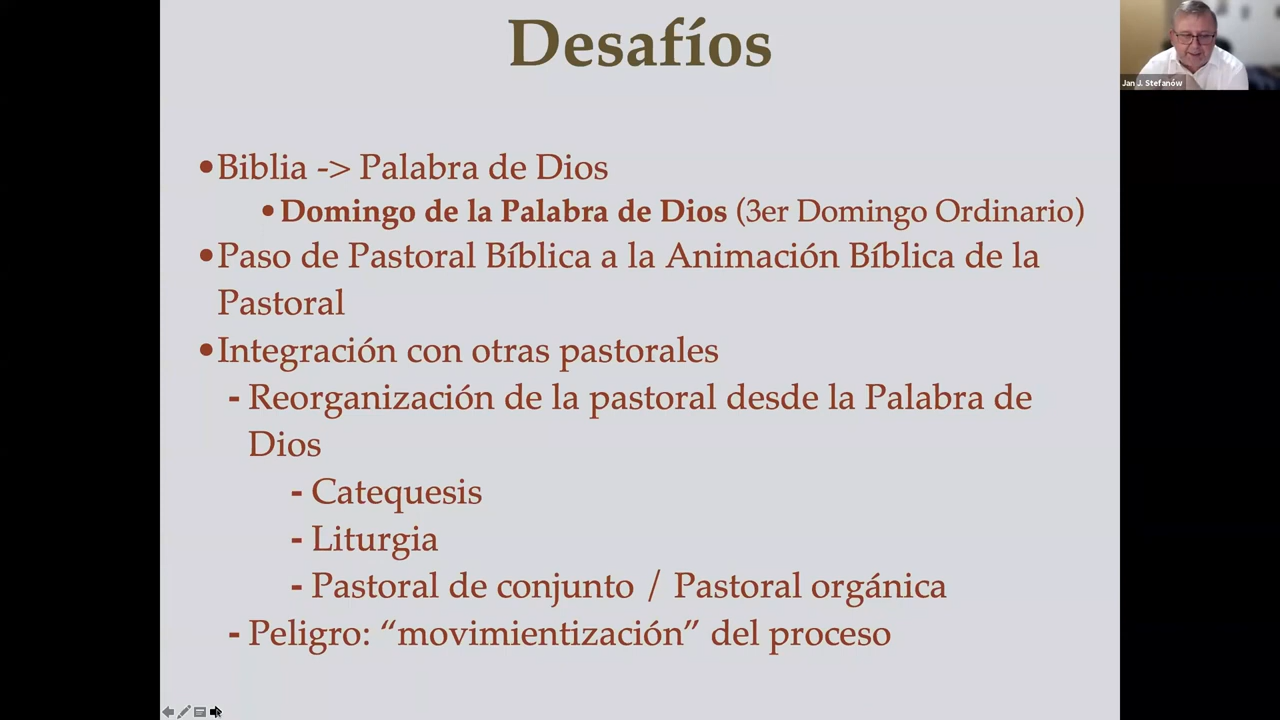 Desafíos
Jan J. Stefanów
•Biblia -> Palabra de Dios
•Domingo de la Palabra de Dios (3er Domingo Ordinario)
•Paso de Pastoral Bíblica a la Animación Bíblica de la
Pastoral
•Integración con otras pastorales
- Reorganización de la pastoral desde la Palabra de
Dios
- Catequesis
- Liturgia
- Pastoral de conjunto / Pastoral orgánica
- Peligro: “movimientización” del proceso